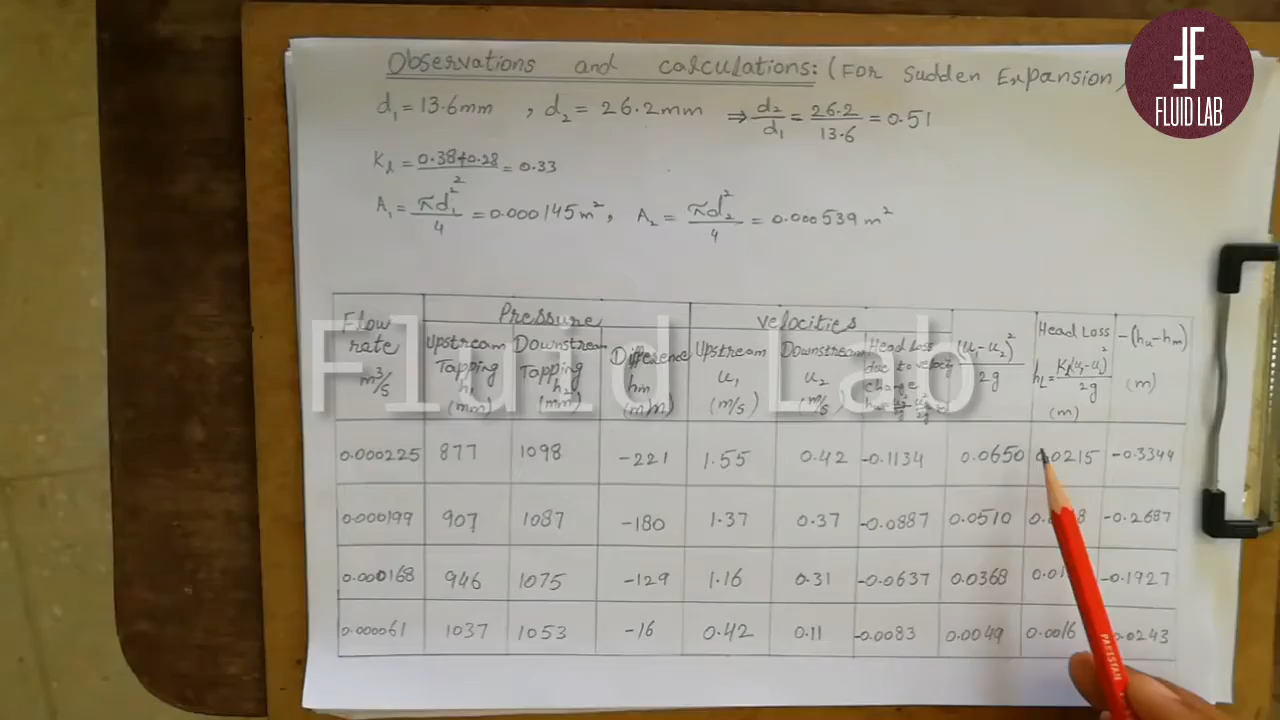 FLUID LAB
Observations and calculations: (For Sudden Expansion)
d₁ = 13.6mm , d₂ = 26.2mm ⇒ d₂/d₁ = 26.2/13.6 = 0.51
K_L = (0.38+0.28)/2 = 0.33
A₁ = πd₁²/4 = 0.000145 m², A₂ = πd₂²/4 = 0.000539 m²
Fluid Lab
Flow rate m³/s | Pressure | Velocities | (u₁-u₂)²/2g | Head Loss h_L = K_L(u₁-u₂)²/2g (m) | -(hu-hm) (m)
Upstream Tapping h₁ (mm) | Downstream Tapping h₂ (mm) | Difference hm (mm) | Upstream u₁ (m/s) | Downstream u₂ (m/s) | Head Loss due to velocity change
0.000225 | 877 | 1098 | -221 | 1.55 | 0.42 | -0.1134 | 0.0650 | 0.0215 | -0.3344
0.000199 | 907 | 1087 | -180 | 1.37 | 0.37 | -0.0887 | 0.0510 | -0.2687
0.000168 | 946 | 1075 | -129 | 1.16 | 0.31 | -0.0637 | 0.0368 | -0.1927
0.000061 | 1037 | 1053 | -16 | 0.42 | 0.11 | -0.0083 | 0.0049 | 0.0016 | 0.0243
PAKISTAN